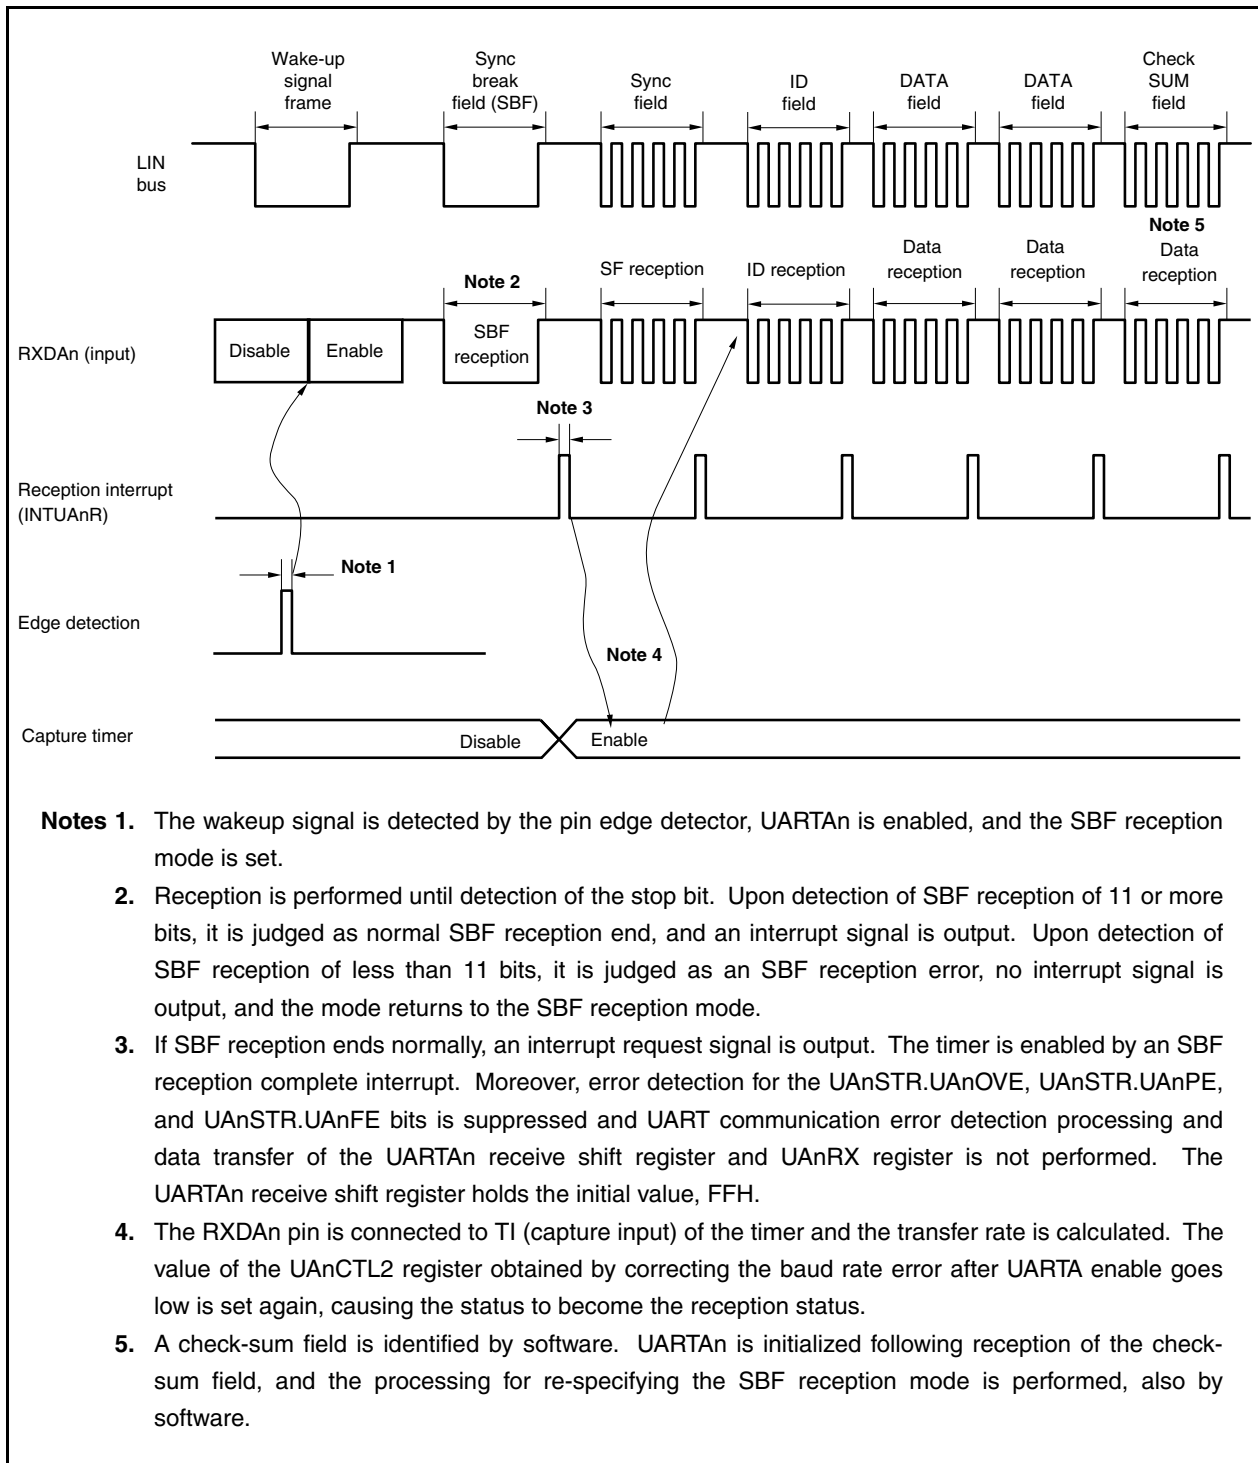 Wake-up
signal
frame
Sync
break
field (SBF)
Sync
field
ID
field
DATA
field
DATA
field
Check
SUM
field
LIN
bus
Note 5
Note 2
SF reception
ID reception
Data
reception
Data
reception
Data
reception
RXDAn (input)
Disable
Enable
SBF
reception
Note 3
Reception interrupt
(INTUAnR)
Note 1
Edge detection
Note 4
Capture timer
Disable
Enable
Notes 1. The wakeup signal is detected by the pin edge detector, UARTAn is enabled, and the SBF reception
mode is set.
2. Reception is performed until detection of the stop bit. Upon detection of SBF reception of 11 or more
bits, it is judged as normal SBF reception end, and an interrupt signal is output. Upon detection of
SBF reception of less than 11 bits, it is judged as an SBF reception error, no interrupt signal is
output, and the mode returns to the SBF reception mode.
3. If SBF reception ends normally, an interrupt request signal is output. The timer is enabled by an SBF
reception complete interrupt. Moreover, error detection for the UAnSTR.UAnOVE, UAnSTR.UAnPE,
and UAnSTR.UAnFE bits is suppressed and UART communication error detection processing and
data transfer of the UARTAn receive shift register and UAnRX register is not performed. The
UARTAn receive shift register holds the initial value, FFH.
4. The RXDAn pin is connected to TI (capture input) of the timer and the transfer rate is calculated. The
value of the UAnCTL2 register obtained by correcting the baud rate error after UARTA enable goes
low is set again, causing the status to become the reception status.
5. A check-sum field is identified by software. UARTAn is initialized following reception of the check-
sum field, and the processing for re-specifying the SBF reception mode is performed, also by
software.